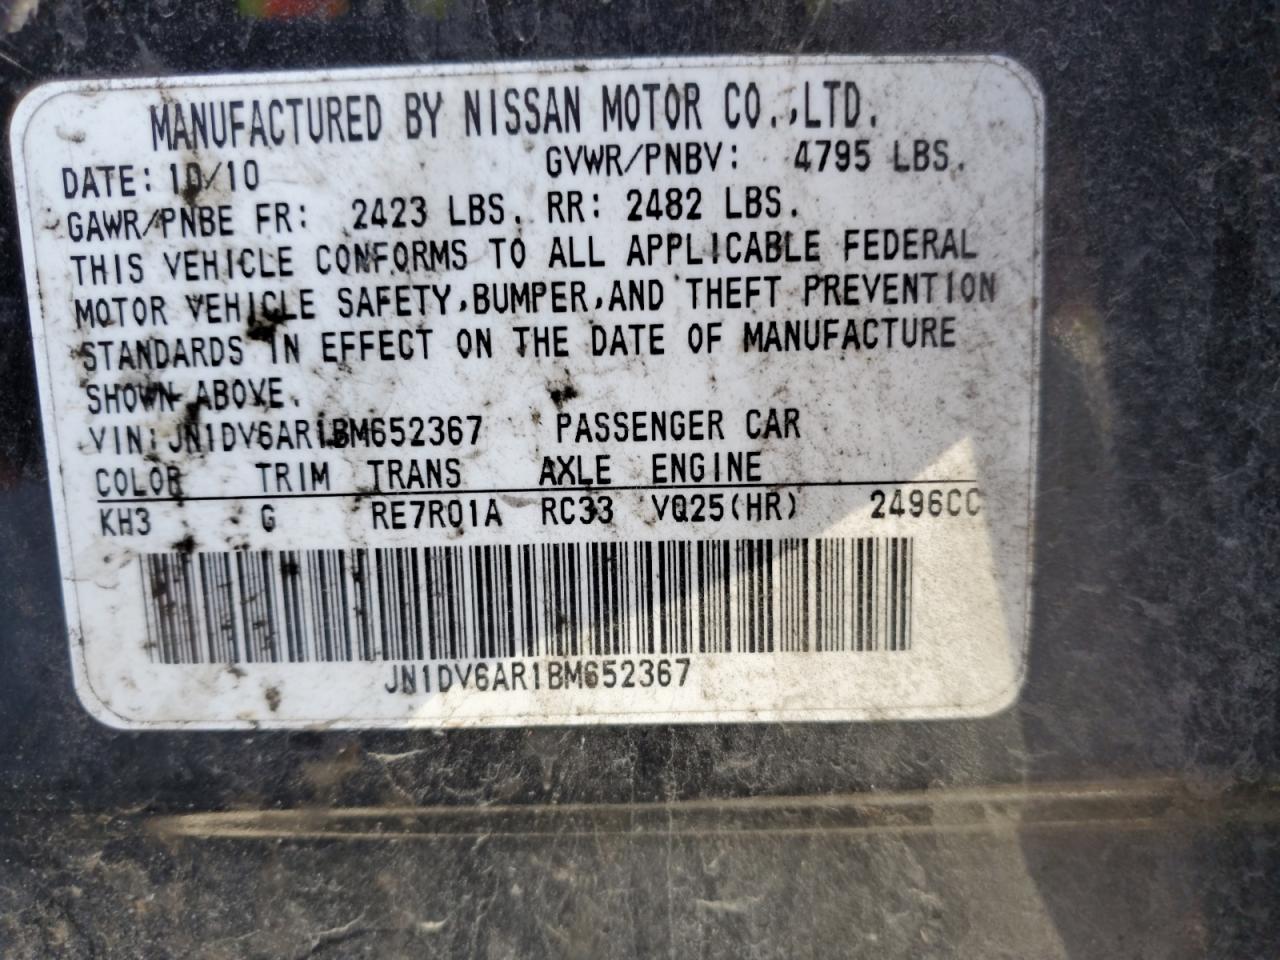 MANUFACTURED BY NISSAN MOTOR CO.,LTD.
DATE: 10/10 GVWR/PNBV: 4795 LBS.
GAWR/PNBE FR: 2423 LBS. RR: 2482 LBS.
THIS VEHICLE CONFORMS TO ALL APPLICABLE FEDERAL
MOTOR VEHICLE SAFETY,BUMPER,AND THEFT PREVENTION
STANDARDS IN EFFECT ON THE DATE OF MANUFACTURE
SHOWN ABOVE.
VIN: JN1DV6AR1BM652367 PASSENGER CAR
COLOR TRIM TRANS AXLE ENGINE
KH3 G RE7R01A RC33 VQ25(HR) 2496CC
JN1DV6AR1BM652367